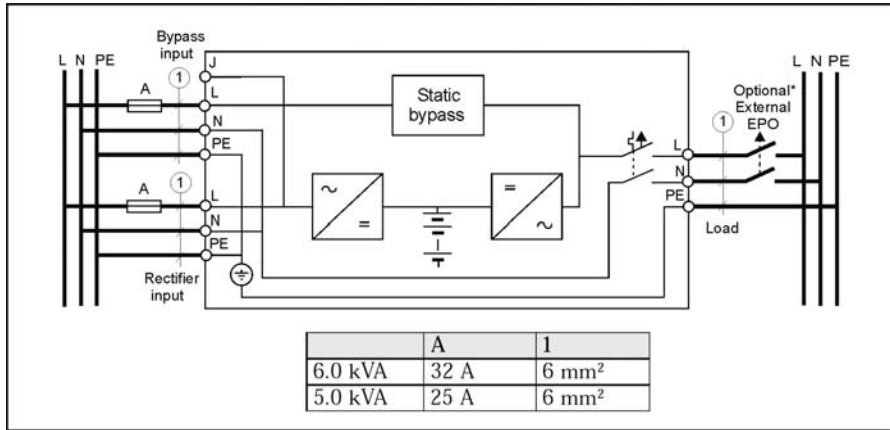 Bypass
input
L N PE
A
1
J
L
N
PE
Static
bypass
L N PE
Optional*
External
EPO
1
L
N
PE
Load
A
1
L
N
PE
Rectifier
input
A 1
6.0 kVA 32 A 6 mm²
5.0 kVA 25 A 6 mm²